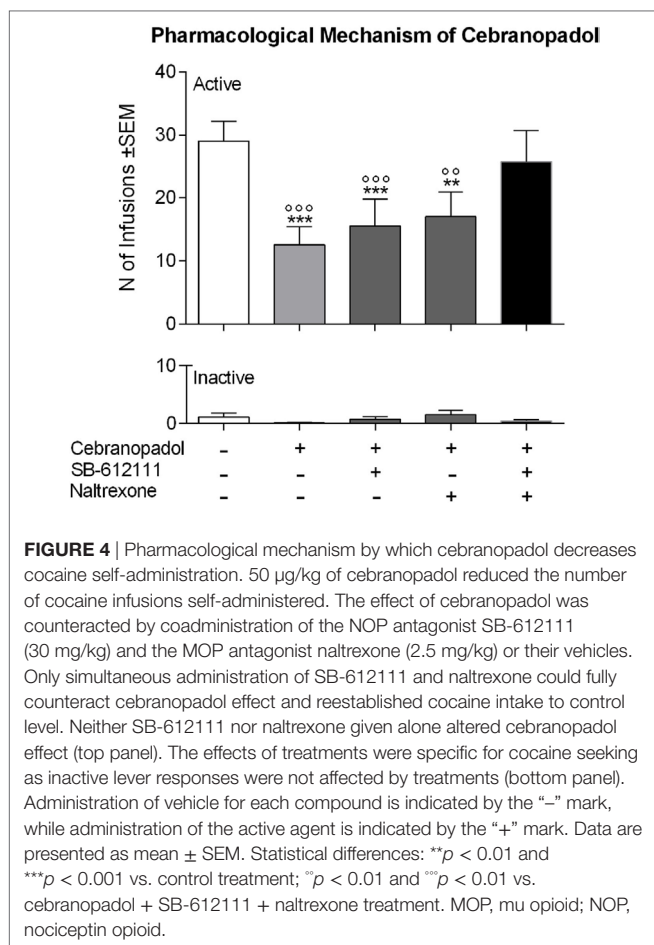 Pharmacological Mechanism of Cebranopadol
Active
N of Infusions ±SEM
40
30
20
10
0
°°°
***
°°°
***
°°
**
Inactive
10
0
Cebranopadol – + + + +
SB-612111 – – + – +
Naltrexone – – – + +
FIGURE 4 | Pharmacological mechanism by which cebranopadol decreases
cocaine self-administration. 50 µg/kg of cebranopadol reduced the number
of cocaine infusions self-administered. The effect of cebranopadol was
counteracted by coadministration of the NOP antagonist SB-612111
(30 mg/kg) and the MOP antagonist naltrexone (2.5 mg/kg) or their vehicles.
Only simultaneous administration of SB-612111 and naltrexone could fully
counteract cebranopadol effect and reestablished cocaine intake to control
level. Neither SB-612111 nor naltrexone given alone altered cebranopadol
effect (top panel). The effects of treatments were specific for cocaine seeking
as inactive lever responses were not affected by treatments (bottom panel).
Administration of vehicle for each compound is indicated by the “–” mark,
while administration of the active agent is indicated by the “+” mark. Data are
presented as mean ± SEM. Statistical differences: **p < 0.01 and
***p < 0.001 vs. control treatment; °°p < 0.01 and °°°p < 0.01 vs.
cebranopadol + SB-612111 + naltrexone treatment. MOP, mu opioid; NOP,
nociceptin opioid.